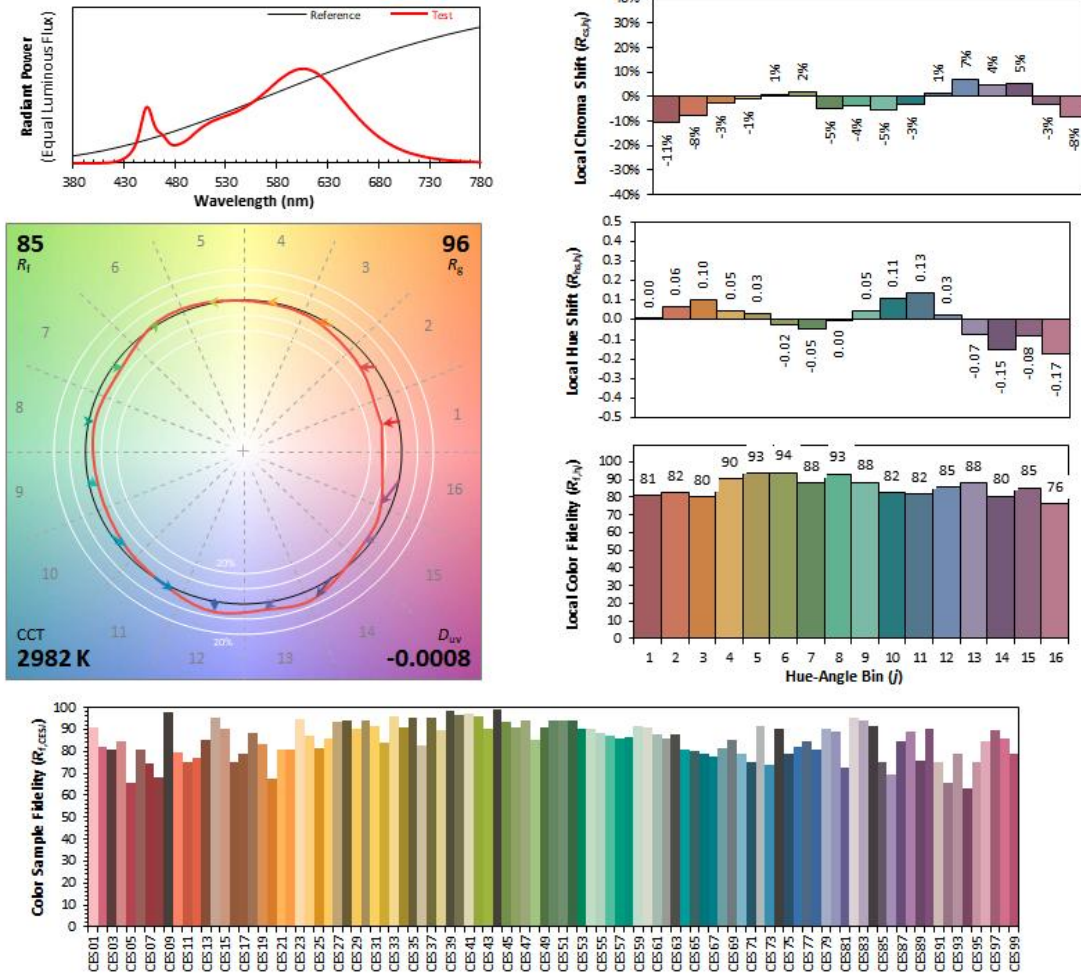 Reference Test
Radiant Power
(Equal Luminous Flux)
380 430 480 530 580 630 680 730 780
Wavelength (nm)
Local Chroma Shift (Rcs,hj)
40%
30%
20%
10%
0%
-10%
-20%
-30%
-40%
-11% -8% -3% -1% 1% 2% -5% -4% -5% -3% 1% 7% 4% 5% -3% -8%
85
Rf
96
Rg
1 2 3 4 5 6 7 8 9 10 11 12 13 14 15 16
20%
20%
CCT
2982 K
Duv
-0.0008
Local Hue Shift (Rhs,hj)
0.5
0.4
0.3
0.2
0.1
0.0
-0.1
-0.2
-0.3
-0.4
-0.5
0.00 0.06 0.10 0.05 0.03 -0.02 -0.05 0.00 0.05 0.11 0.13 0.03 -0.07 -0.15 -0.08 -0.17
Local Color Fidelity (Rf,hj)
100
90
80
70
60
50
40
30
20
10
0
81 82 80 90 93 94 88 93 88 82 82 85 88 80 85 76
1 2 3 4 5 6 7 8 9 10 11 12 13 14 15 16
Hue-Angle Bin (j)
Color Sample Fidelity (Rf,CESi)
100
90
80
70
60
50
40
30
20
10
0
CES01 CES03 CES05 CES07 CES09 CES11 CES13 CES15 CES17 CES19 CES21 CES23 CES25 CES27 CES29 CES31 CES33 CES35 CES37 CES39 CES41 CES43 CES45 CES47 CES49 CES51 CES53 CES55 CES57 CES59 CES61 CES63 CES65 CES67 CES69 CES71 CES73 CES75 CES77 CES79 CES81 CES83 CES85 CES87 CES89 CES91 CES93 CES95 CES97 CES99